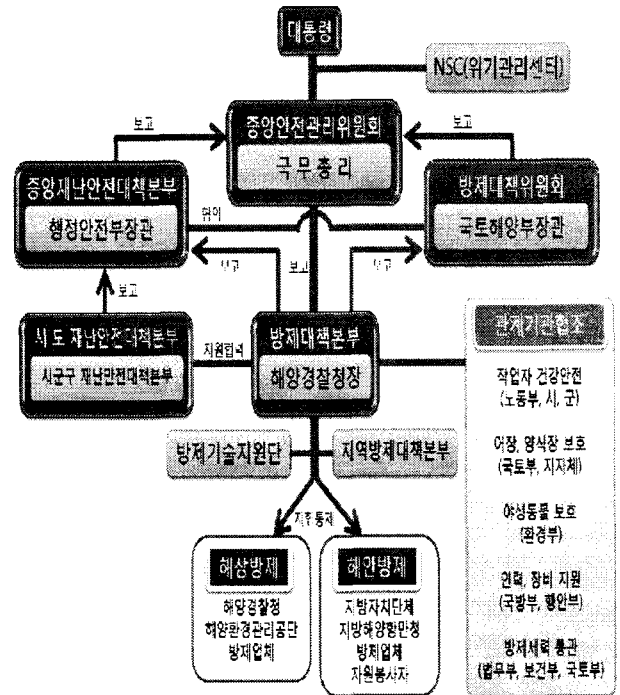 대통령
NSC(위기관리센터)
중앙안전관리위원회
국무총리
보고
보고
중앙재난안전대책본부
행정안전부장관
방제대책위원회
국토해양부장관
협의
보고
보고
보고
보고
시도 재난안전대책본부
시군구 재난안전대책본부
지원협력
방제대책본부
해양경찰청장
관계기관협조
작업자 건강안전
(노동부, 시, 군)
어장, 양식장 보호
(국토부, 지자체)
야생동물 보호
(환경부)
인력, 장비 지원
(국방부, 행안부)
방제세력 통관
(법무부, 보건부, 국토부)
방제기술지원단
지역방제대책본부
지휘통제
해상방제
해양경찰청
해양환경관리공단
방제업체
해안방제
지방자치단체
지방해양항만청
방제업체
자원봉사자